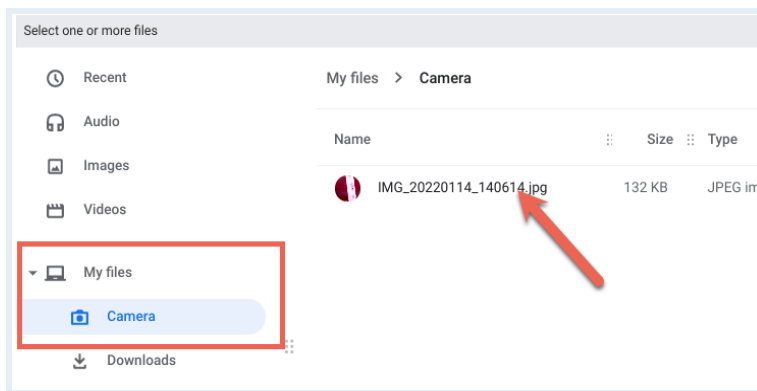 Select one or more files
Recent
Audio
Images
Videos
My files
Camera
Downloads
My files > Camera
Name Size Type
IMG_20220114_140614.jpg 132 KB JPEG im